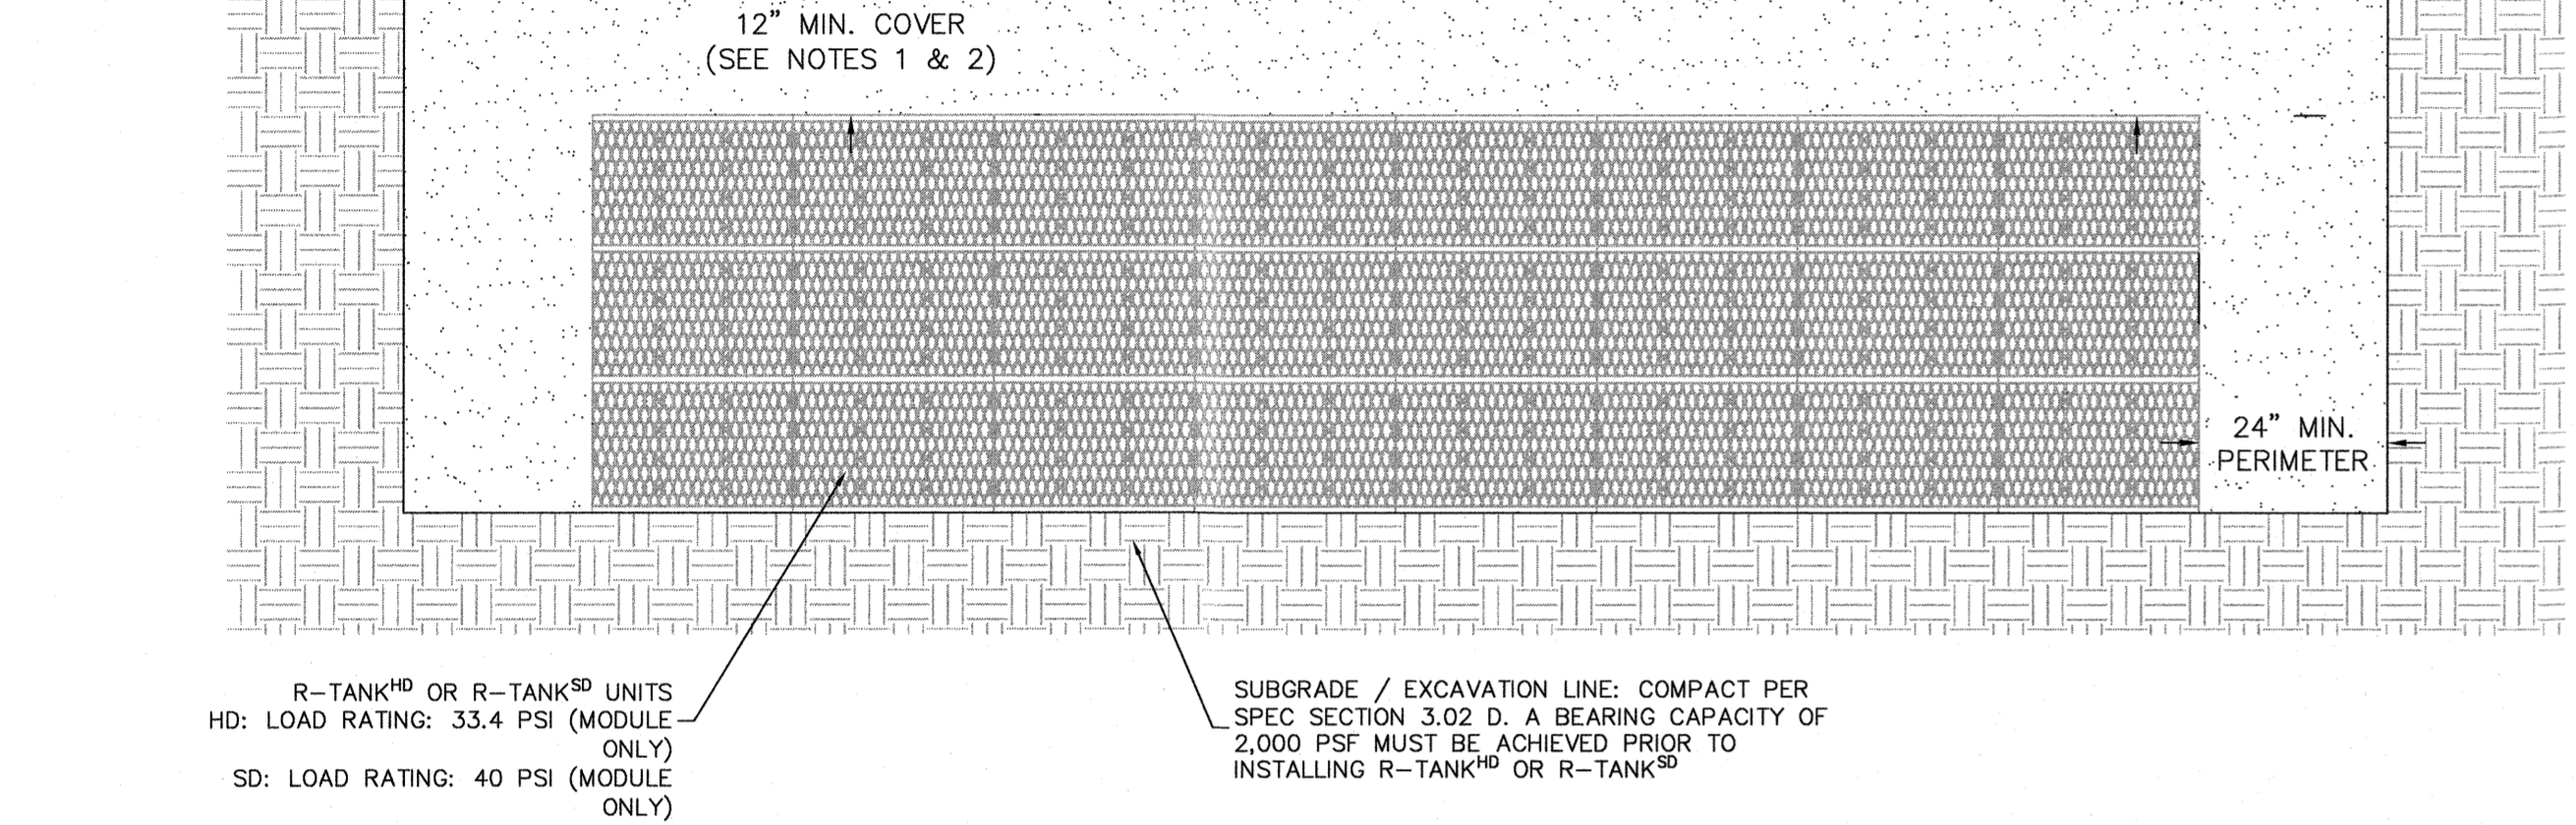 12" MIN. COVER
(SEE NOTES 1 & 2)
24" MIN.
PERIMETER
R-TANKHD OR R-TANKSD UNITS
HD: LOAD RATING: 33.4 PSI (MODULE
ONLY)
SD: LOAD RATING: 40 PSI (MODULE
ONLY)
SUBGRADE / EXCAVATION LINE: COMPACT PER
SPEC SECTION 3.02 D. A BEARING CAPACITY OF
2,000 PSF MUST BE ACHIEVED PRIOR TO
INSTALLING R-TANKHD OR R-TANKSD